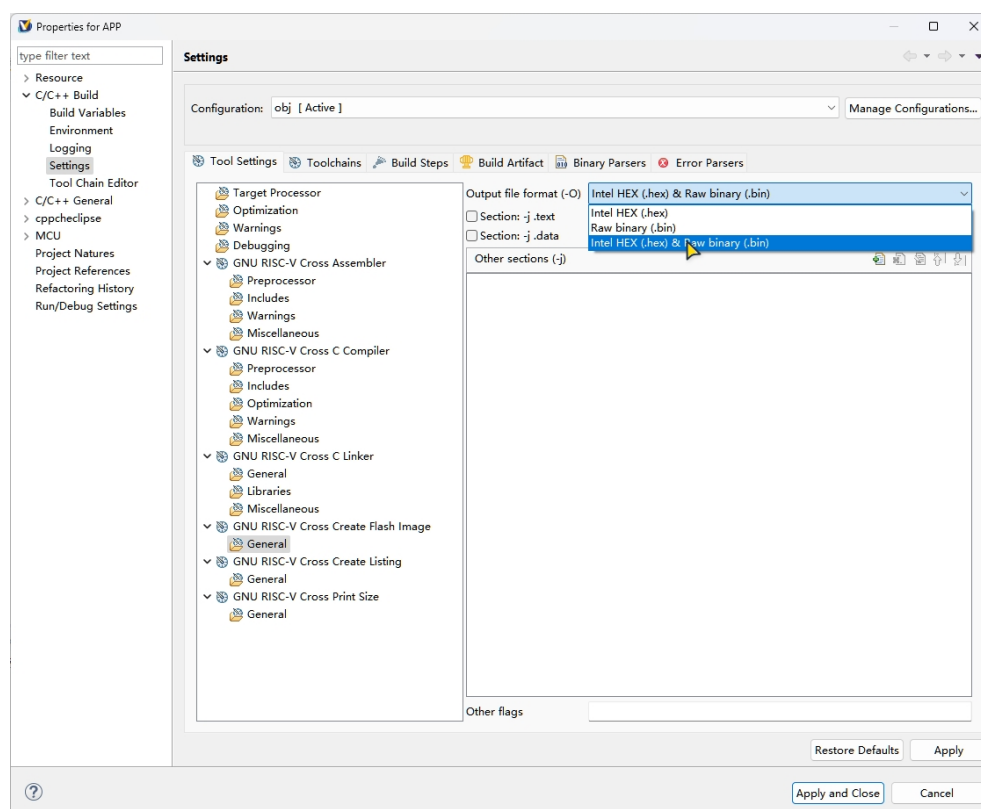 Properties for APP
type filter text
Settings
Resource
C/C++ Build
Build Variables
Environment
Logging
Settings
Tool Chain Editor
C/C++ General
cppcheclipse
MCU
Project Natures
Project References
Refactoring History
Run/Debug Settings
Configuration: obj [ Active ]
Manage Configurations...
Tool Settings
Toolchains
Build Steps
Build Artifact
Binary Parsers
Error Parsers
Target Processor
Optimization
Warnings
Debugging
GNU RISC-V Cross Assembler
Preprocessor
Includes
Warnings
Miscellaneous
GNU RISC-V Cross C Compiler
Preprocessor
Includes
Optimization
Warnings
Miscellaneous
GNU RISC-V Cross C Linker
General
Libraries
Miscellaneous
GNU RISC-V Cross Create Flash Image
General
GNU RISC-V Cross Create Listing
General
GNU RISC-V Cross Print Size
General
Output file format (-O) Intel HEX (.hex) & Raw binary (.bin)
Intel HEX (.hex)
Raw binary (.bin)
Intel HEX (.hex) & Raw binary (.bin)
Section: -j .text
Section: -j .data
Other sections (-j)
Other flags
Restore Defaults
Apply
Apply and Close
Cancel